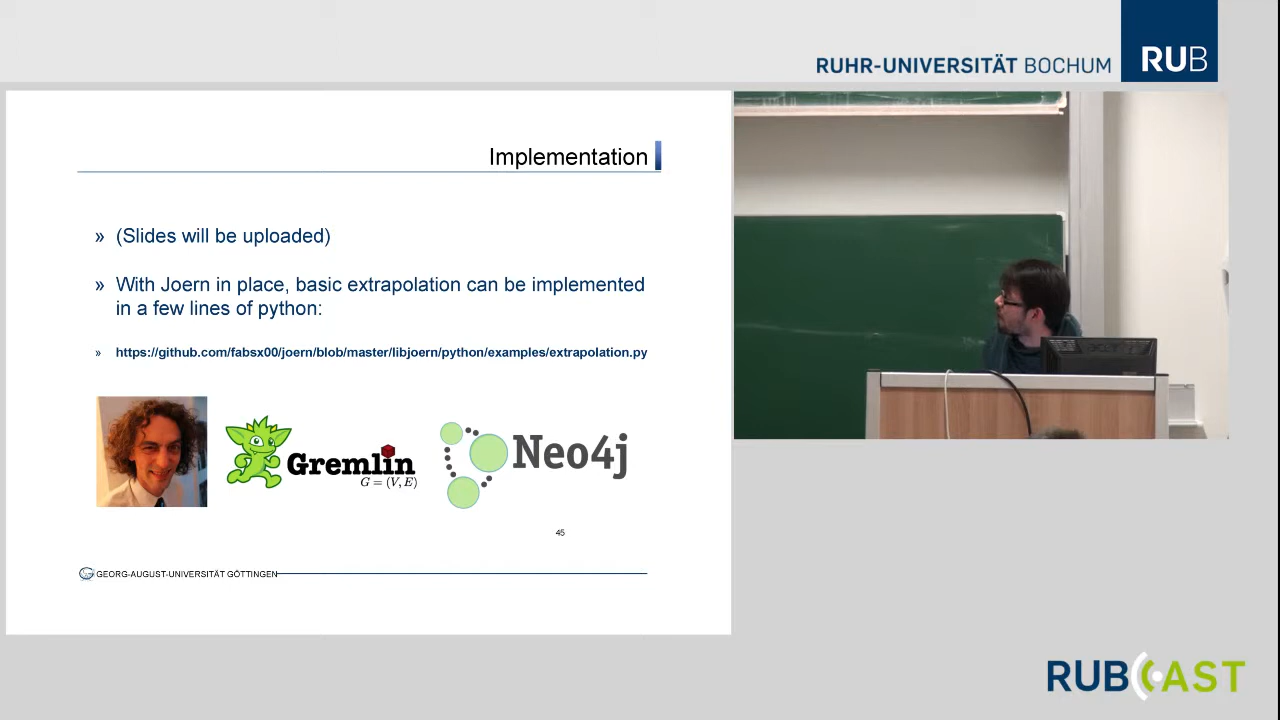 RUHR-UNIVERSITÄT BOCHUM
RUB
Implementation
» (Slides will be uploaded)
» With Joern in place, basic extrapolation can be implemented
in a few lines of python:
» https://github.com/fabsx00/joern/blob/master/libjoern/python/examples/extrapolation.py
Gremlin
G = (V, E)
Neo4j
45
GEORG-AUGUST-UNIVERSITÄT GÖTTINGEN
RUBCAST